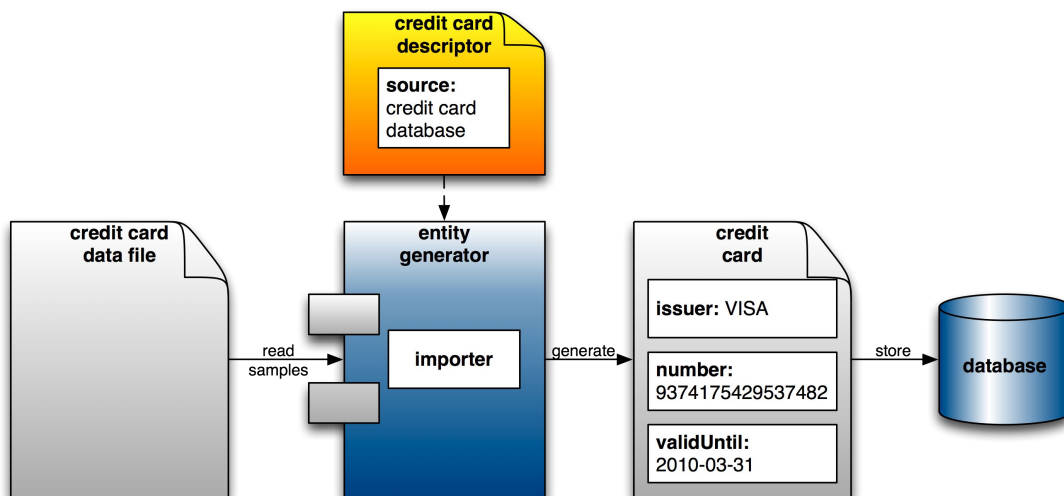 credit card
descriptor
source:
credit card
database
credit card
data file
entity
generator
credit
card
issuer: VISA
read
samples
importer
generate
number:
9374175429537482
store
database
validUntil:
2010-03-31